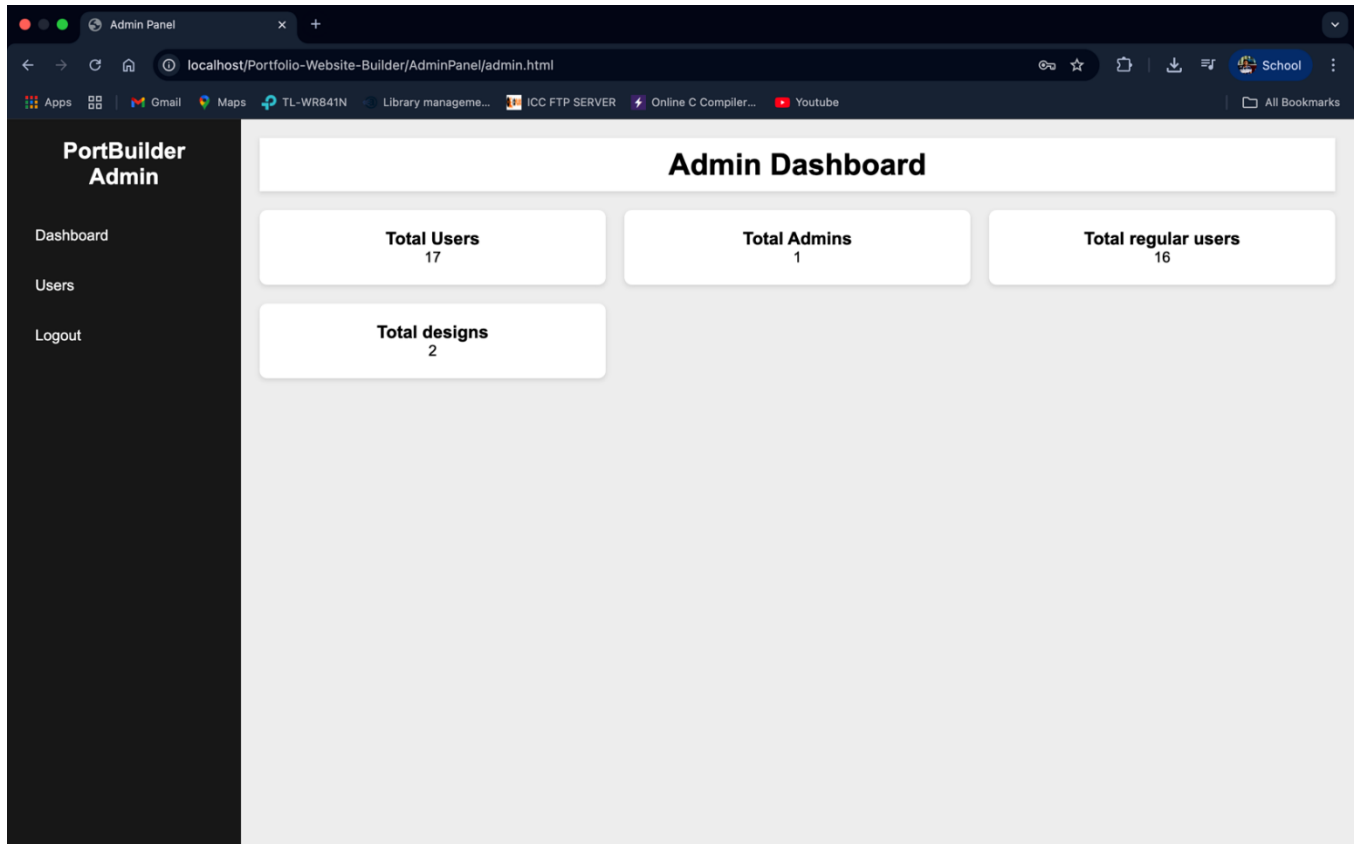 Admin Panel
localhost/Portfolio-Website-Builder/AdminPanel/admin.html
School
Apps
Gmail
Maps
TL-WR841N
Library manageme...
ICC FTP SERVER
Online C Compiler...
Youtube
All Bookmarks
PortBuilder
Admin
Dashboard
Users
Logout
Admin Dashboard
Total Users
17
Total Admins
1
Total regular users
16
Total designs
2